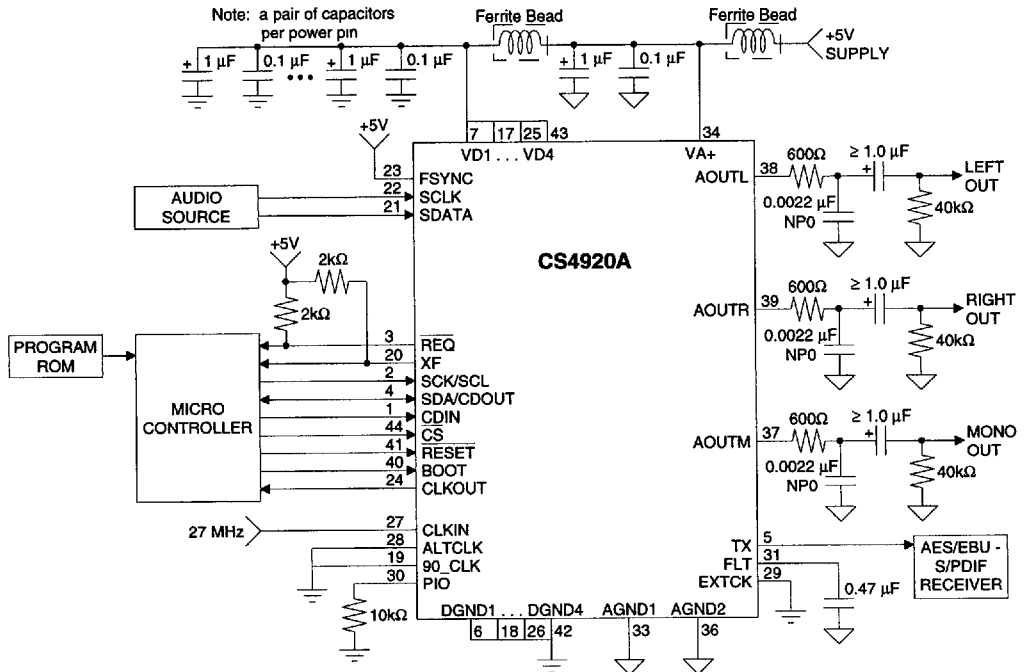 Note: a pair of capacitors
per power pin
Ferrite Bead
Ferrite Bead
+5V
SUPPLY
+ 1 µF
0.1 µF
•••
+ 1 µF
0.1 µF
+ 1 µF
0.1 µF
7 17 25 43
34
VD1 . . . VD4
VA+
+5V
23 FSYNC
22 SCLK
21 SDATA
AUDIO
SOURCE
CS4920A
+5V
2kΩ
2kΩ
PROGRAM
ROM
MICRO
CONTROLLER
3 REQ
20 XF
2 SCK/SCL
4 SDA/CDOUT
1 CDIN
44 CS
41 RESET
40 BOOT
24 CLKOUT
27 MHz
27 CLKIN
28 ALTCLK
19 90_CLK
30 PIO
10kΩ
AOUTL 38
600Ω
≥ 1.0 µF
+
LEFT
OUT
0.0022 µF
NP0
40kΩ
AOUTR 39
600Ω
≥ 1.0 µF
+
RIGHT
OUT
0.0022 µF
NP0
40kΩ
AOUTM 37
600Ω
≥1.0 µF
+
MONO
OUT
0.0022 µF
NP0
40kΩ
TX 5
FLT 31
EXTCK 29
AES/EBU -
S/PDIF
RECEIVER
0.47 µF
DGND1 . . . DGND4
AGND1 AGND2
6 18 26 42
33
36